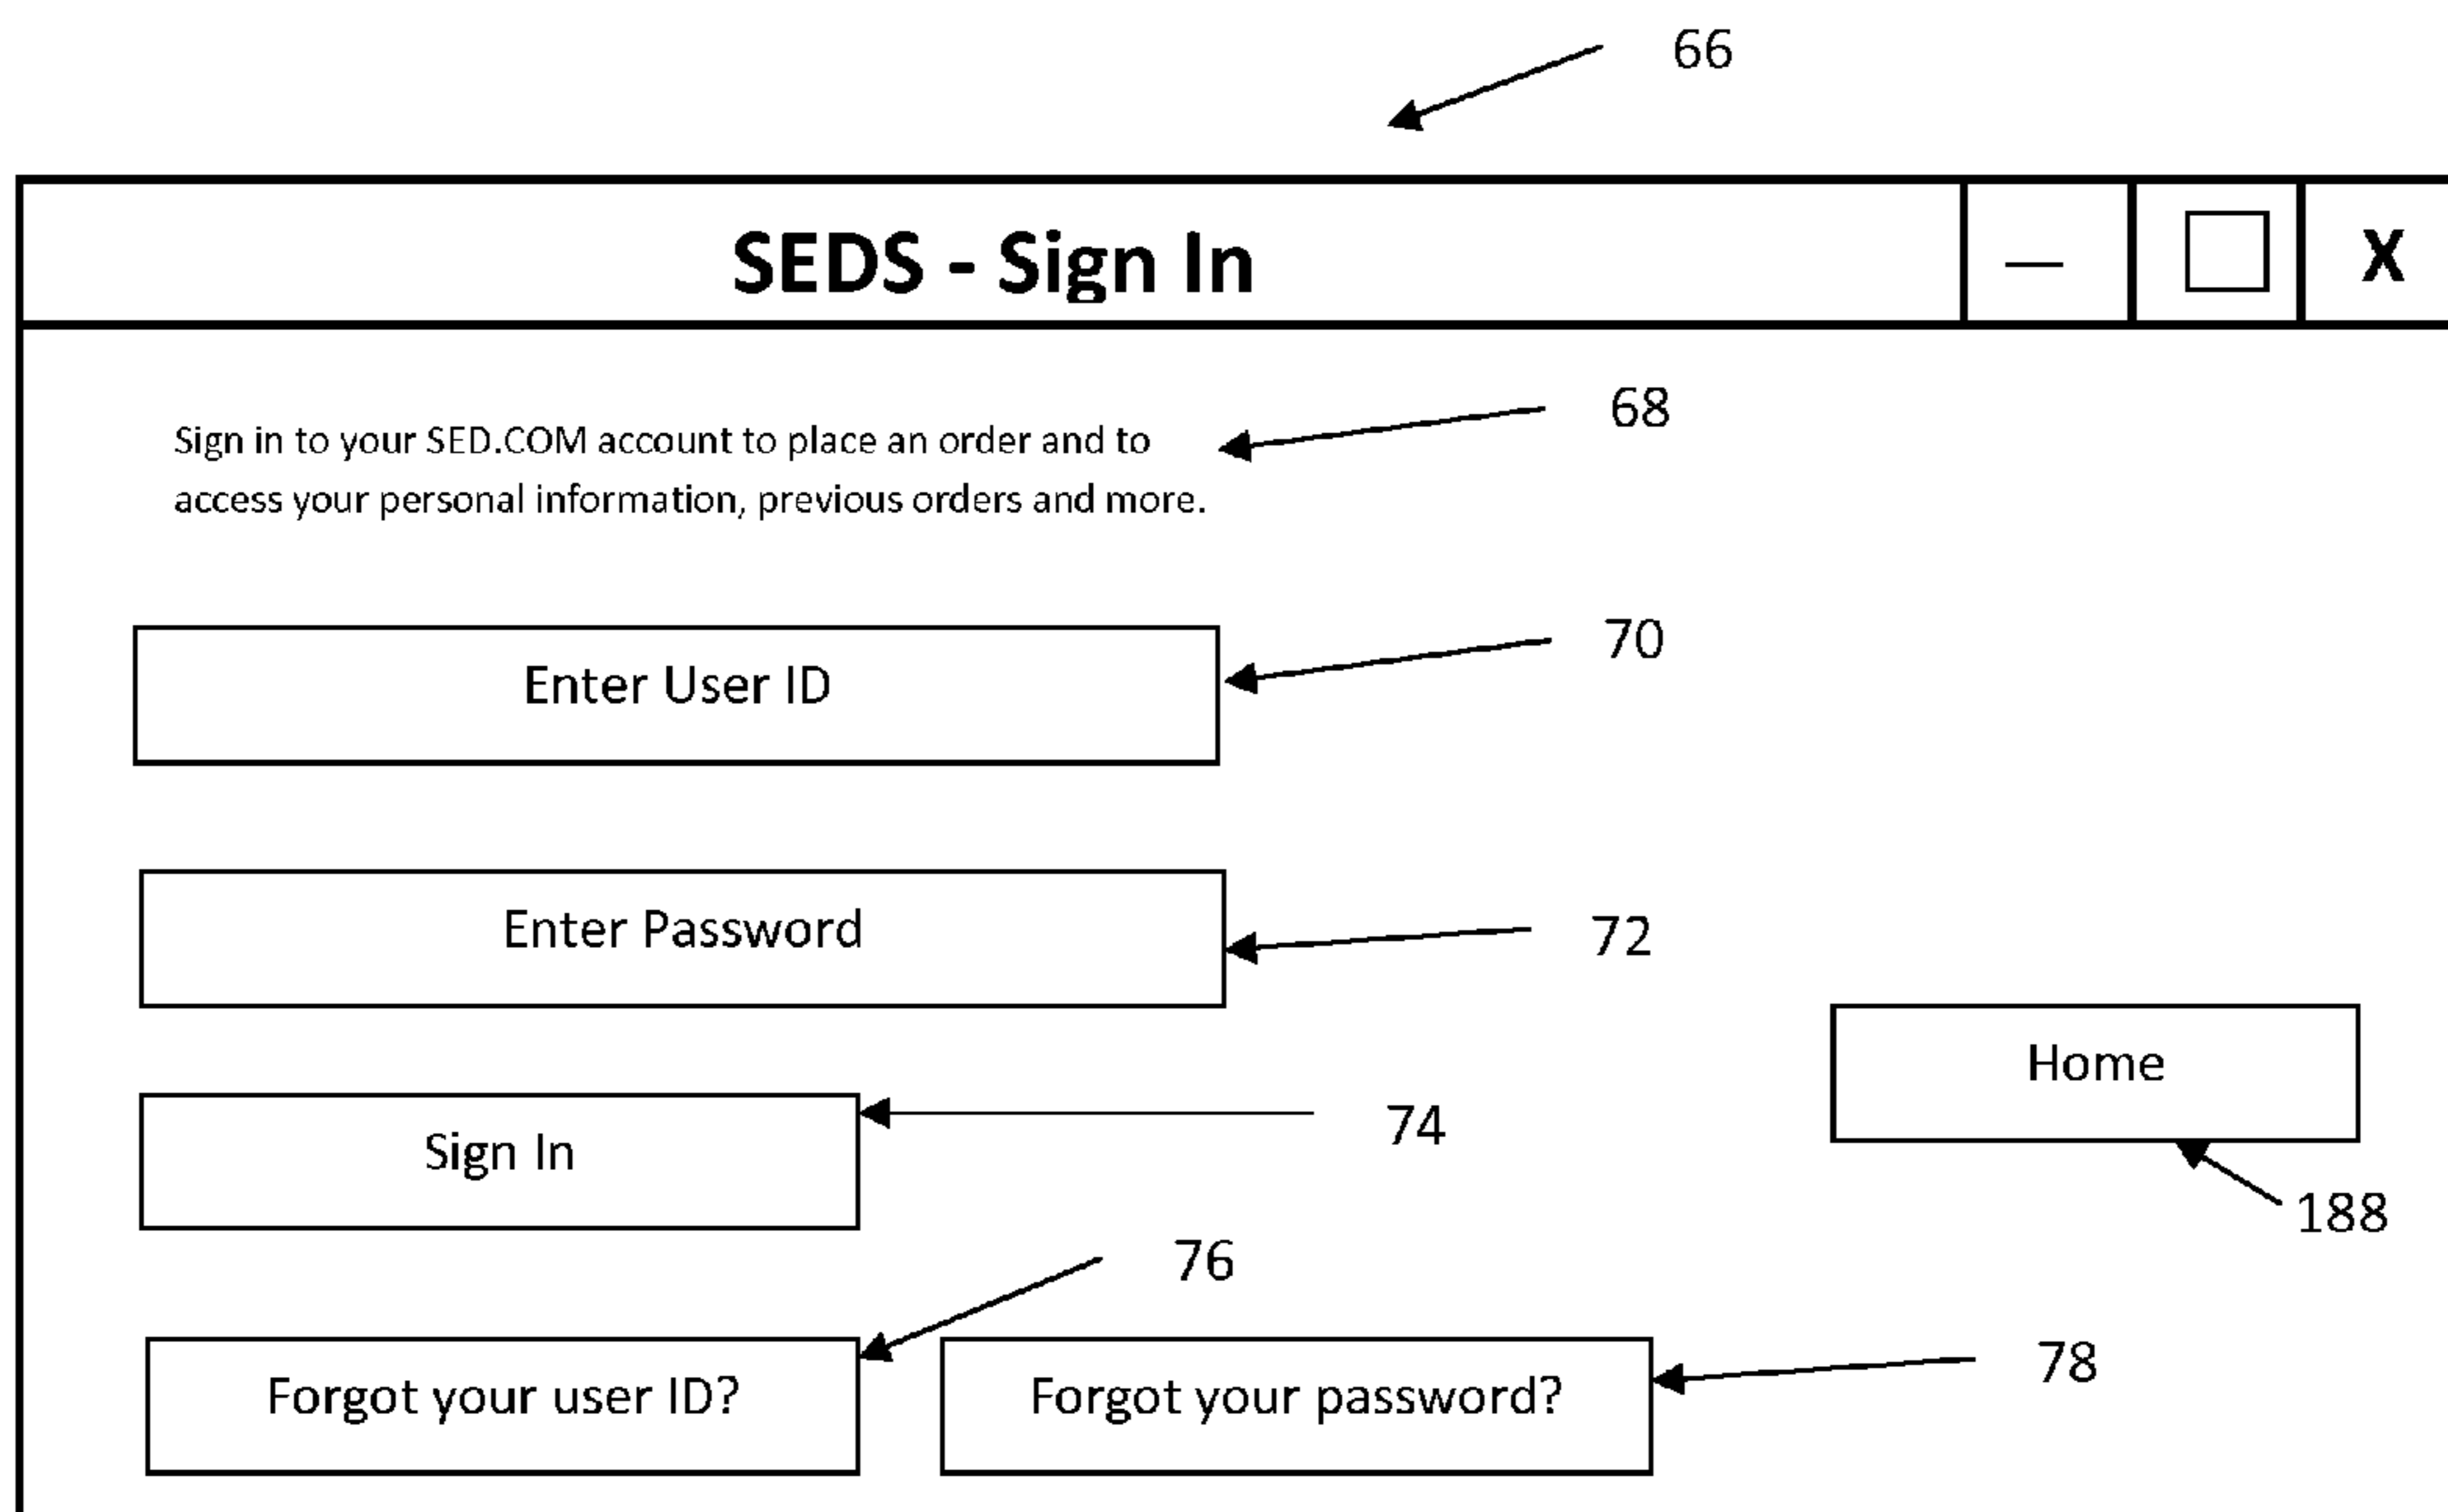 66
SEDS - Sign In
X
Sign in to your SED.COM account to place an order and to
access your personal information, previous orders and more.
68
Enter User ID
70
Enter Password
72
Home
Sign In
74
188
76
Forgot your user ID?
Forgot your password?
78